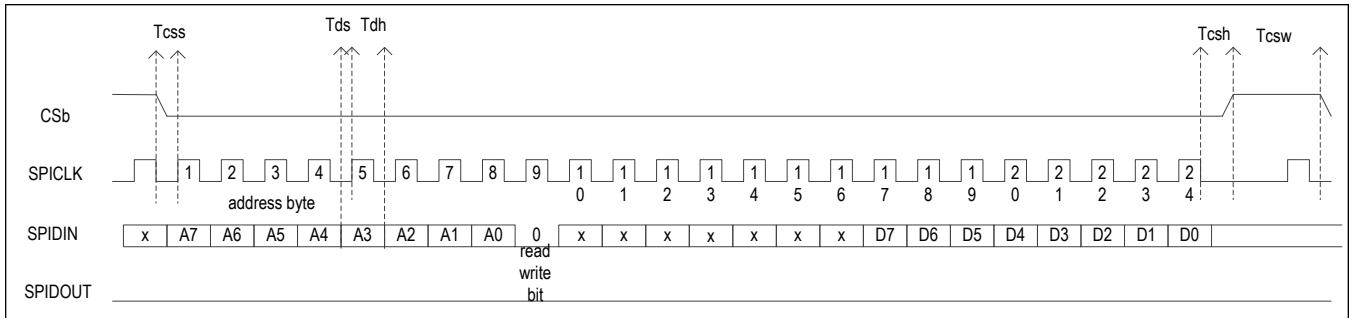 Tcss Tds Tdh Tcsh Tcsw
CSb
SPICLK 1 2 3 4 5 6 7 8 9 1 1 1 1 1 1 1 1 1 1 2 2 2 2 2
0 1 2 3 4 5 6 7 8 9 0 1 2 3 4
address byte
SPIDIN x A7 A6 A5 A4 A3 A2 A1 A0 0 x x x x x x x D7 D6 D5 D4 D3 D2 D1 D0
read
write
bit
SPIDOUT